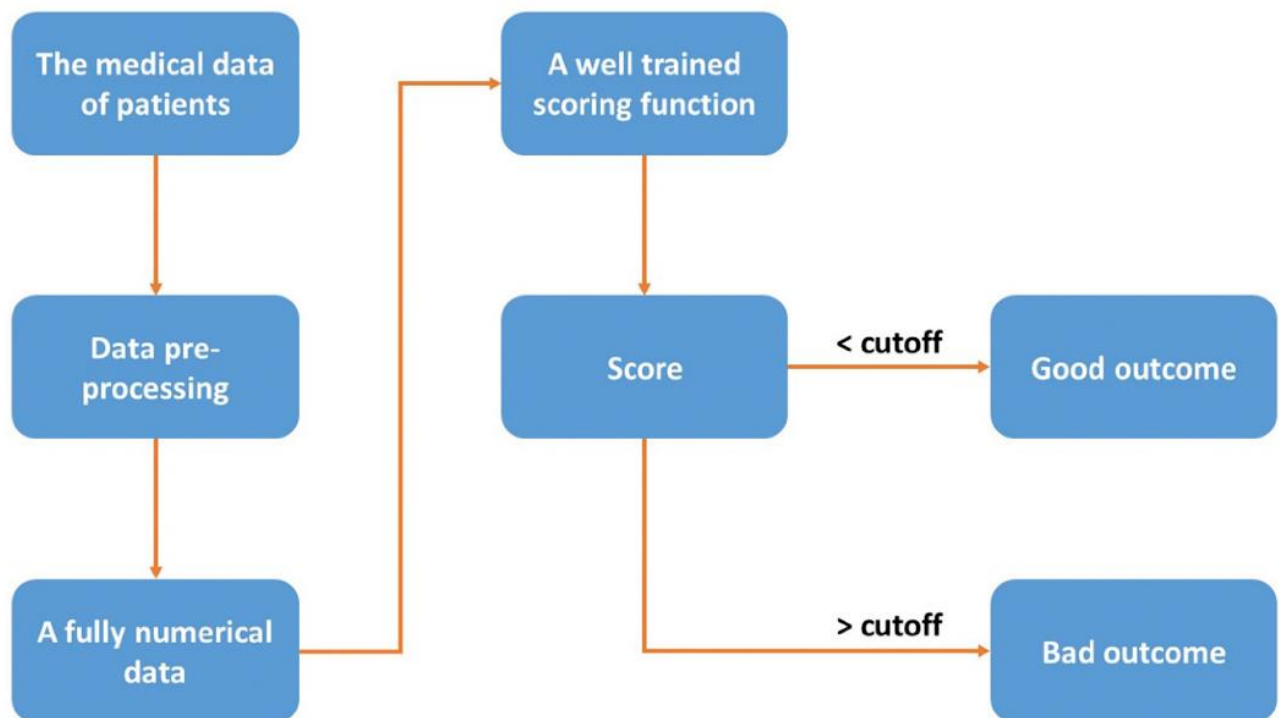 The medical data
of patients
Data pre-
processing
A fully numerical
data
A well trained
scoring function
Score
< cutoff
Good outcome
> cutoff
Bad outcome